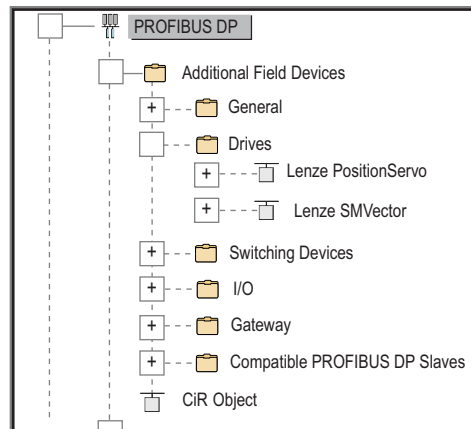 PROFIBUS DP
Additional Field Devices
+ General
Drives
+ Lenze PositionServo
+ Lenze SMVector
+ Switching Devices
+ I/O
+ Gateway
+ Compatible PROFIBUS DP Slaves
CiR Object